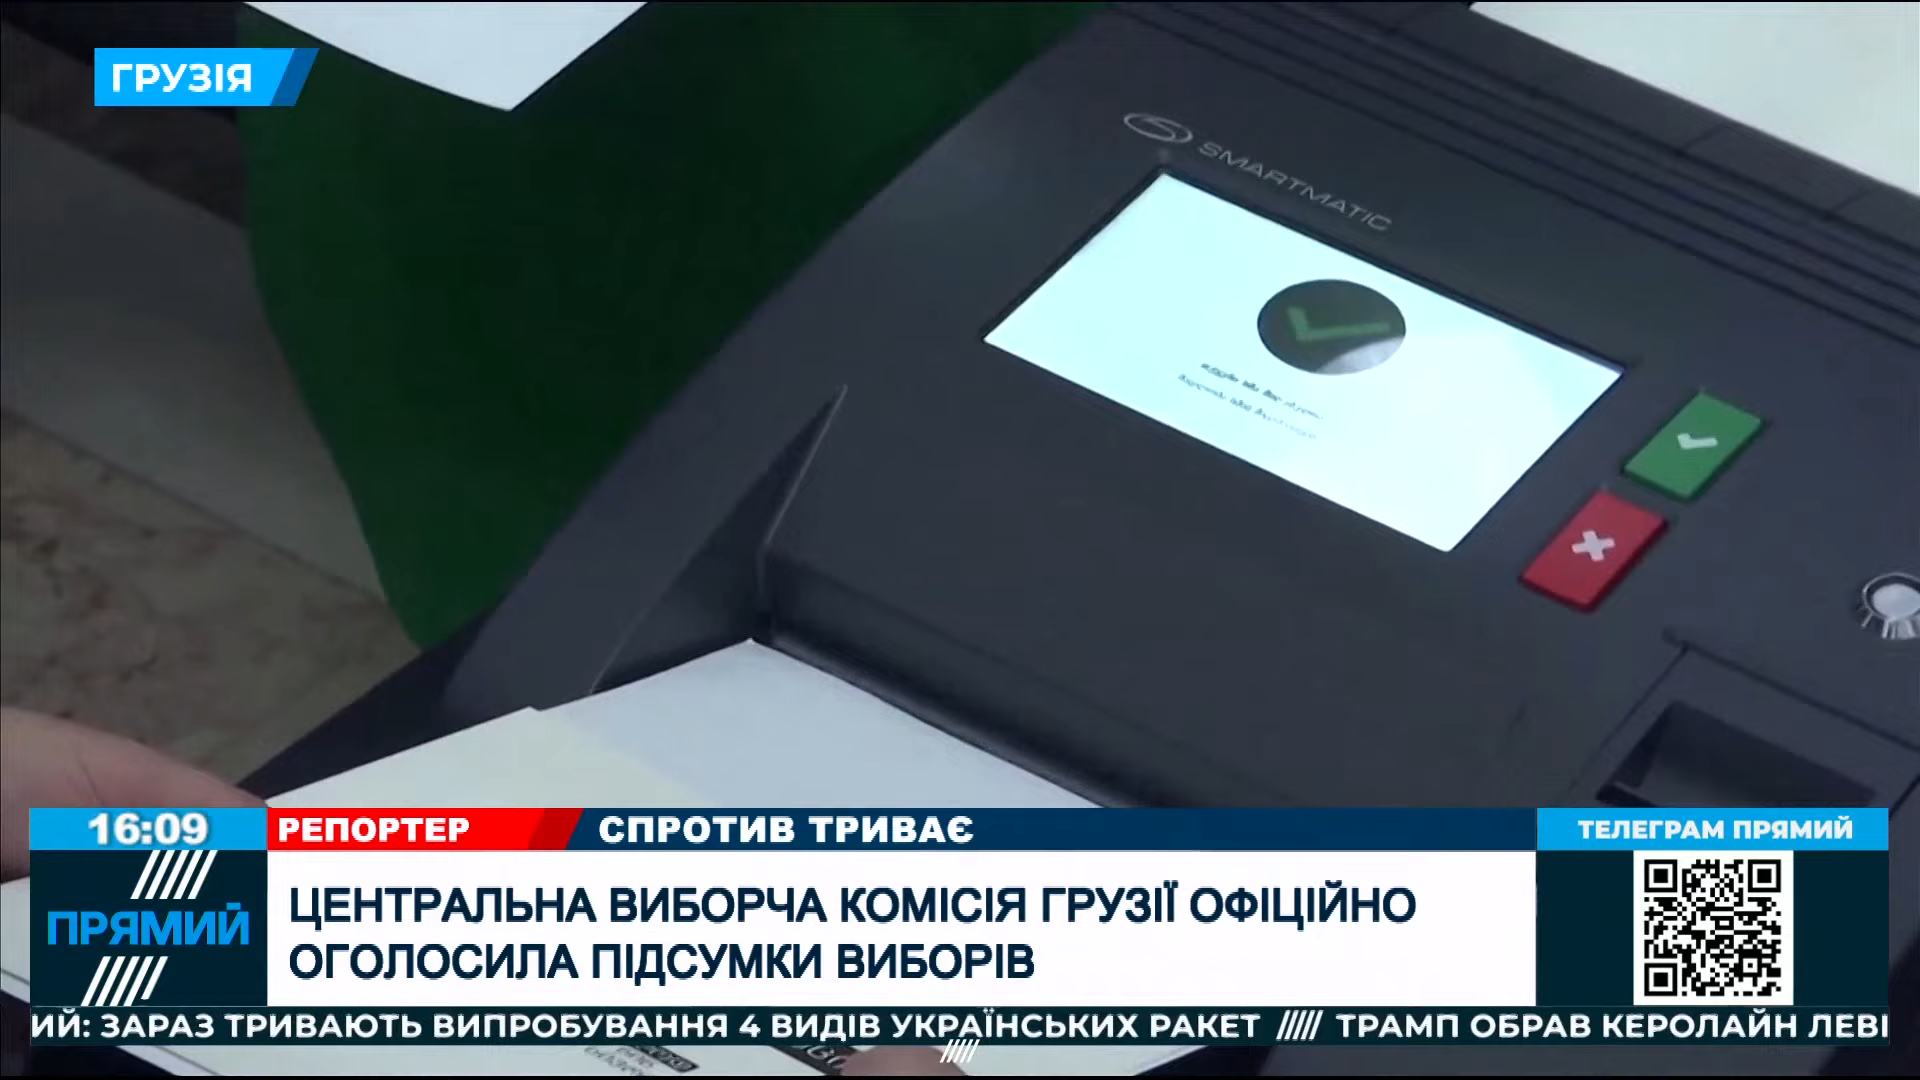 ГРУЗІЯ
SMARTMATIC
16:09
РЕПОРТЕР
СПРОТИВ ТРИВАЄ
ТЕЛЕГРАМ ПРЯМИЙ
ПРЯМИЙ
ЦЕНТРАЛЬНА ВИБОРЧА КОМІСІЯ ГРУЗІЇ ОФІЦІЙНО
ОГОЛОСИЛА ПІДСУМКИ ВИБОРІВ
ИЙ: ЗАРАЗ ТРИВАЮТЬ ВИПРОБУВАННЯ 4 ВИДІВ УКРАЇНСЬКИХ РАКЕТ ///// ТРАМП ОБРАВ КЕРОЛАЙН ЛЕВІ